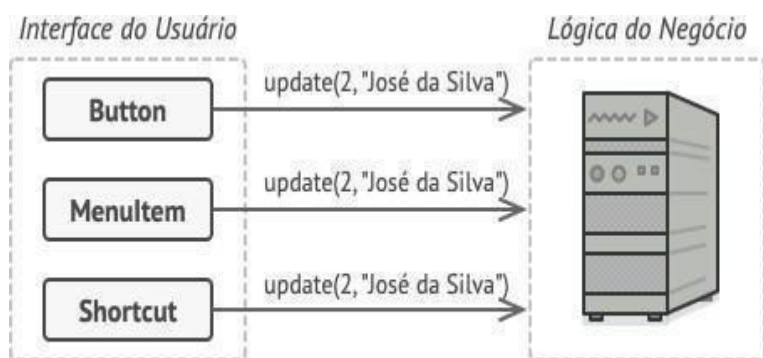 Interface do Usuário
Lógica do Negócio
Button
update(2, "José da Silva")
MenuItem
update(2, "José da Silva")
Shortcut
update(2, "José da Silva")